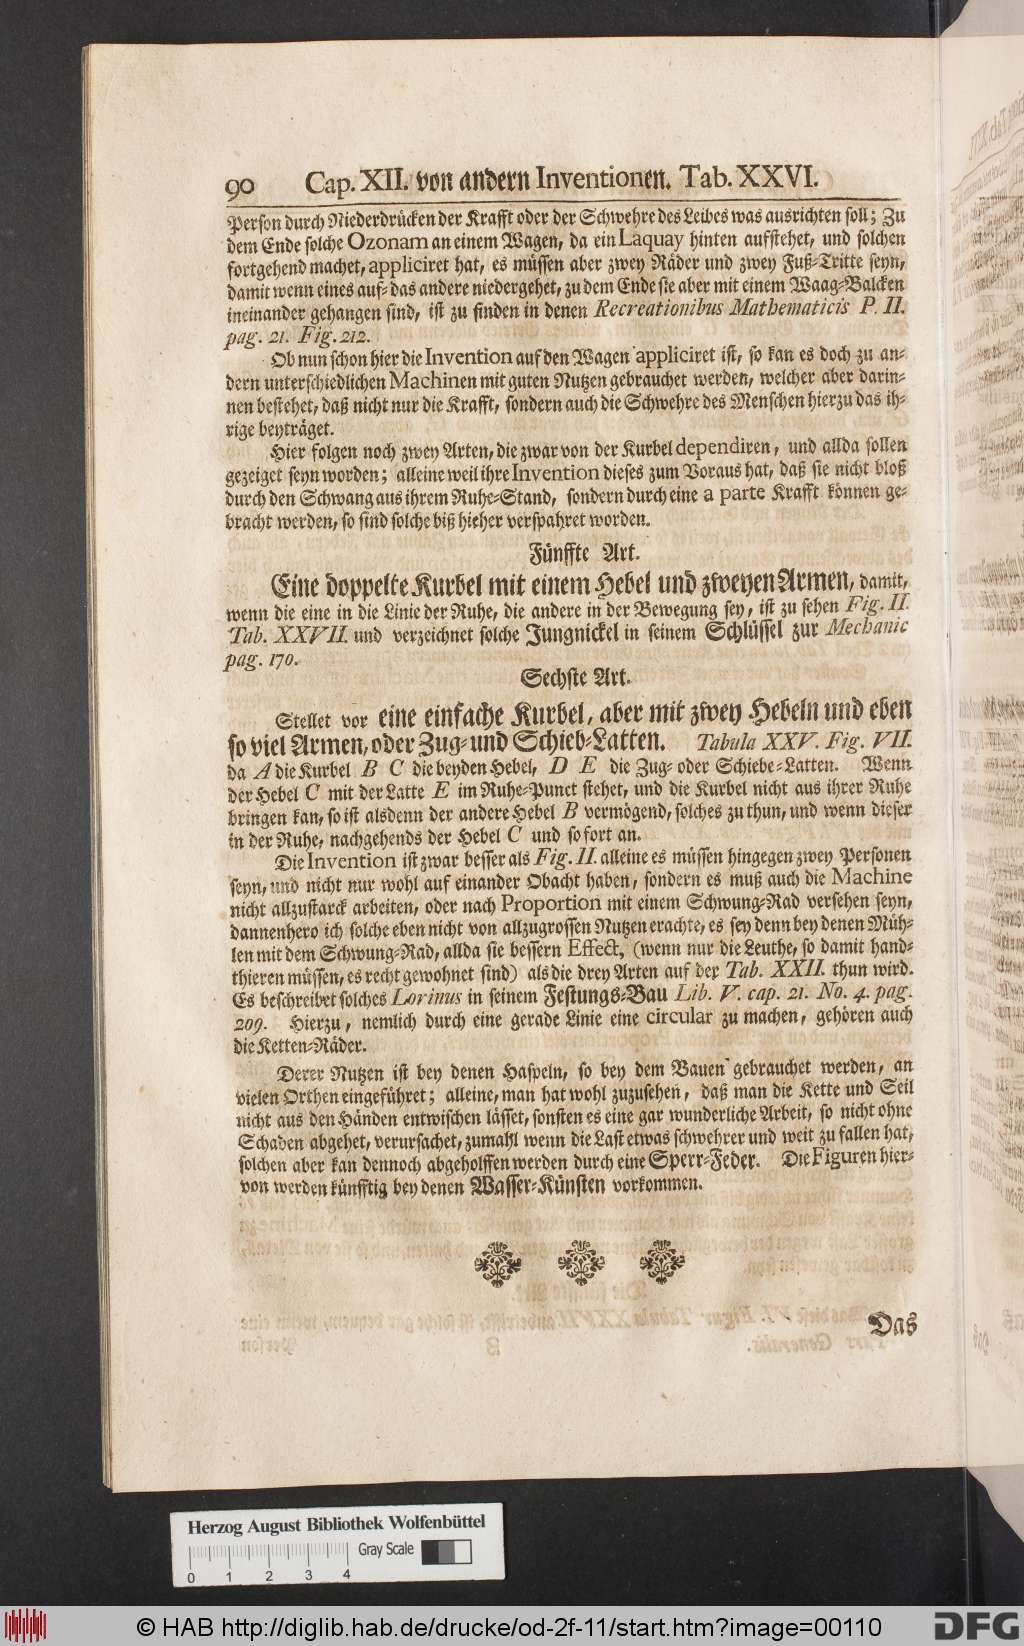 90 Cap. XII. von andern Inventionen. Tab. XXVI.
Person durch Niederdrücken der Krafft oder der Schwehre des Leibes was ausrichten soll; Zu
dem Ende solche Ozonam an einem Wagen, da ein Laquay hinten aufstehet, und solchen
fortgehend machet, appliciret hat, es müssen aber zwey Räder und zwey Fuß-Tritte seyn,
damit wenn eines auf- das andere niedergehet, zu dem Ende sie aber mit einem Waag-Balcken
ineinander gehangen sind, ist zu finden in denen Recreationibus Mathematicis P. II.
pag. 21. Fig. 212.
Ob nun schon hier die Invention auf den Wagen appliciret ist, so kan es doch zu an-
dern unterschiedlichen Machinen mit guten Nutzen gebrauchet werden, welcher aber darin-
nen bestehet, daß nicht nur die Krafft, sondern auch die Schwehre des Menschen hierzu das ih-
rige beyträget.
Hier folgen noch zwey Arten, die zwar von der Kurbel dependiren, und allda sollen
gezeiget seyn worden; alleine weil ihre Invention dieses zum Voraus hat, daß sie nicht bloß
durch den Schwang aus ihrem Ruhe-Stand, sondern durch eine a parte Krafft können ge-
bracht werden, so sind solche biß hieher verspahret worden.
Fünffte Art.
Eine doppelte Kurbel mit einem Hebel und zweyen Armen, damit,
wenn die eine in die Linie der Ruhe, die andere in der Bewegung sey, ist zu sehen Fig. II.
Tab. XXVII. und verzeichnet solche Jungnickel in seinem Schlüssel zur Mechanic
pag. 170.
Sechste Art.
Stellet vor eine einfache Kurbel, aber mit zwey Hebeln und eben
so viel Armen, oder Zug- und Schieb-Latten. Tabula XXV. Fig. VII.
da A die Kurbel B C die beyden Hebel, D E die Zug- oder Schiebe-Latten. Wenn
der Hebel C mit der Latte E im Ruhe-Punct stehet, und die Kurbel nicht aus ihrer Ruhe
bringen kan, so ist alsdenn der andere Hebel B vermögend, solches zu thun, und wenn dieser
in der Ruhe, nachgehends der Hebel C und so fort an.
Die Invention ist zwar besser als Fig. II. alleine es müssen hingegen zwey Personen
seyn, und nicht nur wohl auf einander Obacht haben, sondern es muß auch die Machine
nicht allzustarck arbeiten, oder nach Proportion mit einem Schwung-Rad versehen seyn,
dannenhero ich solche eben nicht von allzugrossen Nutzen erachte, es sey denn bey denen Müh-
len mit dem Schwung-Rad, allda sie bessern Effect, (wenn nur die Leuthe, so damit hand-
thieren müssen, es recht gewohnet sind) als die drey Arten auf der Tab. XXII. thun wird.
Es beschreibet solches Lorinus in seinem Festungs-Bau Lib. V. cap. 21. No. 4. pag.
209. Hierzu, nemlich durch eine gerade Linie eine circular zu machen, gehören auch
die Ketten-Räder.
Derer Nutzen ist bey denen Haspeln, so bey dem Bauen gebrauchet werden, an
vielen Orthen eingeführet; alleine, man hat wohl zuzusehen, daß man die Kette und Seil
nicht aus den Händen entwischen lässet, sonsten es eine gar wunderliche Arbeit, so nicht ohne
Schaden abgehet, verursachet, zumahl wenn die Last etwas schwehrer und weit zu fallen hat,
solchen aber kan dennoch abgeholffen werden durch eine Sperr-Feder. Die Figuren hier-
von werden künfftig bey denen Wasser-Künsten vorkommen.
Das
Herzog August Bibliothek Wolfenbüttel
Gray Scale
0 1 2 3 4
© HAB http://diglib.hab.de/drucke/od-2f-11/start.htm?image=00110
DFG